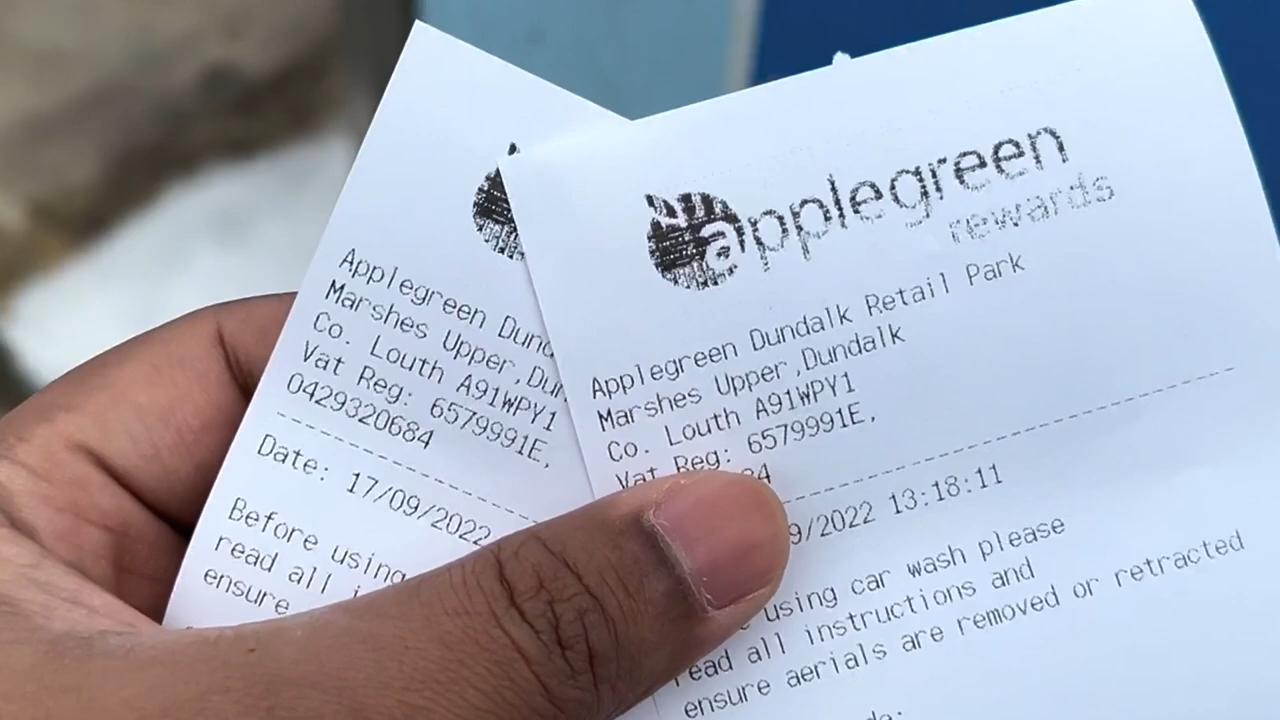 Applegreen Dund
Marshes Upper,Dun
Co. Louth A91WPY1
Vat Reg: 6579991E,
0429320684
Date: 17/09/2022
Before using
read all i
ensure
applegreen
rewards
Applegreen Dundalk Retail Park
Marshes Upper,Dundalk
Co. Louth A91WPY1
Vat Reg: 6579991E,
84
9/2022 13:18:11
using car wash please
read all instructions and
ensure aerials are removed or retracted